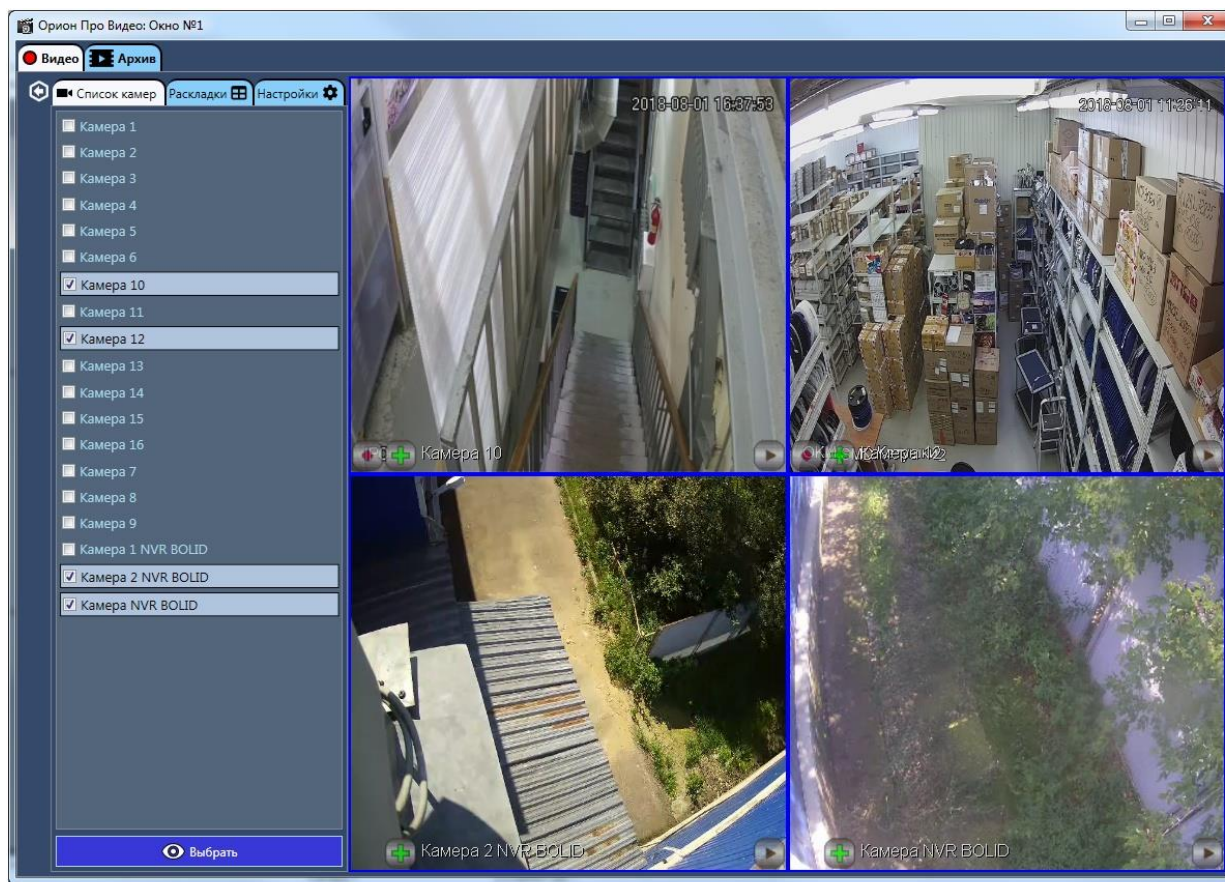 Орион Про Видео: Окно №1
Видео Архив
Список камер Раскладки Настройки
Камера 1
Камера 2
Камера 3
Камера 4
Камера 5
Камера 6
Камера 10
Камера 11
Камера 12
Камера 13
Камера 14
Камера 15
Камера 16
Камера 7
Камера 8
Камера 9
Камера 1 NVR BOLID
Камера 2 NVR BOLID
Камера NVR BOLID
Выбрать
2018-08-01 16:37:53
Камера 10
2018-08-01 11:26:11
Камера 12
Камера 2 NVR BOLID
Камера NVR BOLID